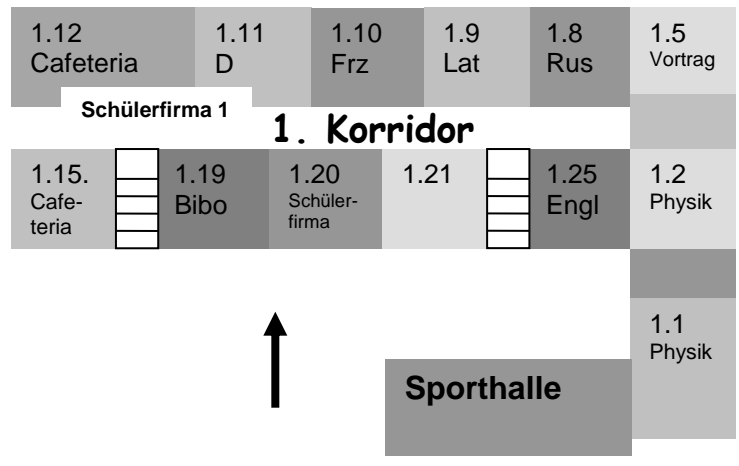 1.12
Cafeteria
1.11
D
1.10
Frz
1.9
Lat
1.8
Rus
1.5
Vortrag
Schülerfirma 1
1. Korridor
1.15.
Cafe-
teria
1.19
Bibo
1.20
Schüler-
firma
1.21
1.25
Engl
1.2
Physik
1.1
Physik
Sporthalle